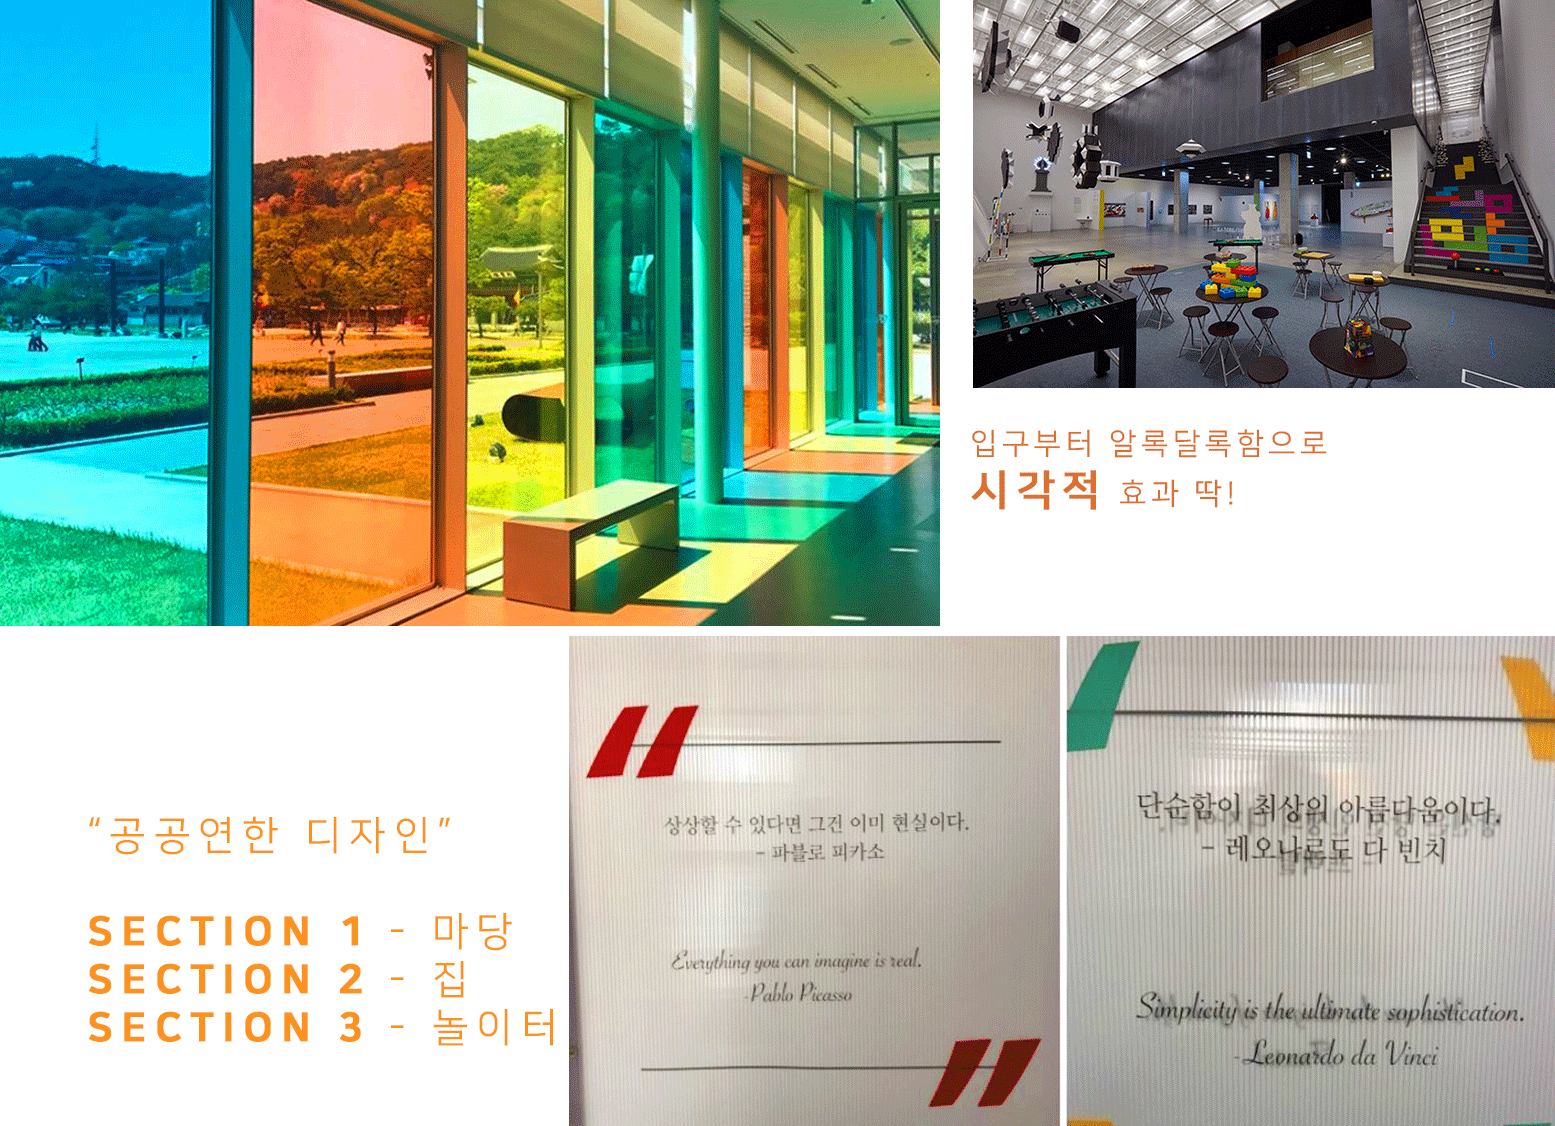 입구부터 알록달록함으로
시각적 효과 딱!
“공공연한 디자인”
SECTION 1 - 마당
SECTION 2 - 집
SECTION 3 - 놀이터
상상할 수 있다면 그건 이미 현실이다.
- 파블로 피카소
Everything you can imagine is real.
-Pablo Picasso
단순함이 최상의 아름다움이다.
- 레오나르도 다 빈치
Simplicity is the ultimate sophistication.
-Leonardo da Vinci